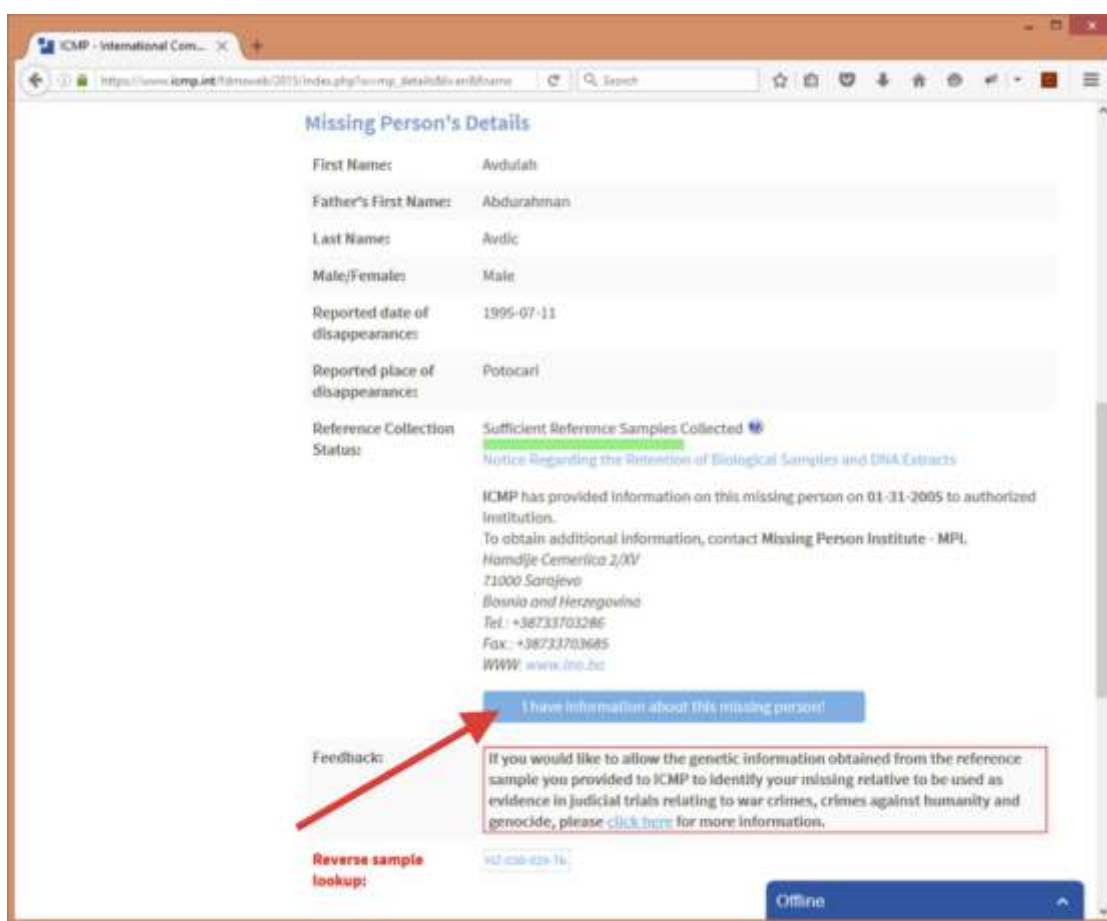 ICMP - International Com...
https://www.icmp.int
Search
Missing Person's Details
First Name: Avdulah
Father's First Name: Abdurahman
Last Name: Avdic
Male/Female: Male
Reported date of 1995-07-11
disappearance:
Reported place of Potocari
disappearance:
Reference Collection Sufficient Reference Samples Collected
Status:
Notice Regarding the Retention of Biological Samples and DNA Extracts
ICMP has provided information on this missing person on 01-31-2005 to authorized
institution.
To obtain additional information, contact Missing Person Institute - MPI.
Hamdije Cemerlica 2/XV
71000 Sarajevo
Bosnia and Herzegovina
Tel.: +38733703286
Fax.: +38733703685
WWW: www.ino.ba
I have information about this missing person!
Feedback: If you would like to allow the genetic information obtained from the reference
sample you provided to ICMP to identify your missing relative to be used as
evidence in judicial trials relating to war crimes, crimes against humanity and
genocide, please click here for more information.
Reverse sample
lookup:
Offline